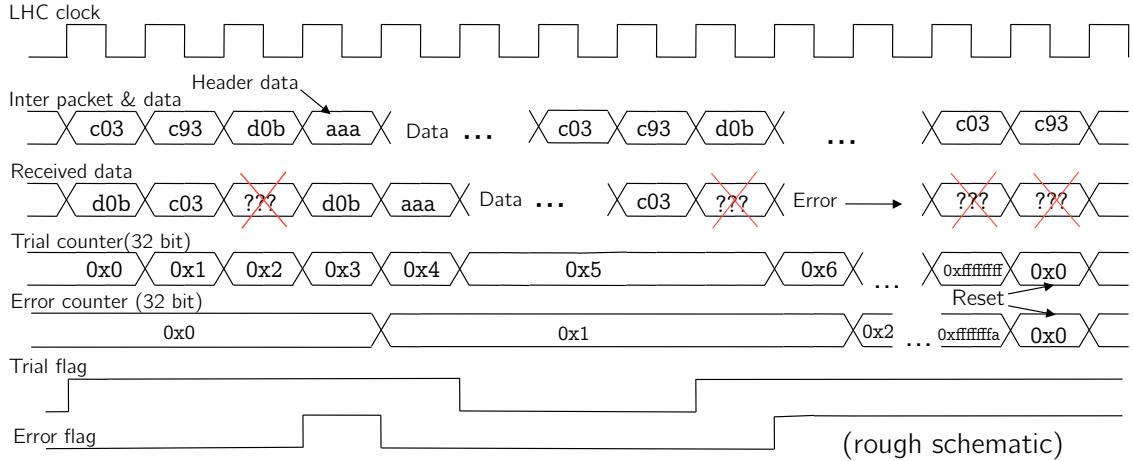 LHC clock
Header data
Inter packet & data
c03 c93 d0b aaa Data ... c03 c93 d0b ... c03 c93
Received data
d0b c03 ??? d0b aaa Data ... c03 ??? Error ??? ???
Trial counter(32 bit)
0x0 0x1 0x2 0x3 0x4 0x5 0x6 ... 0xffffffff 0x0
Reset
Error counter (32 bit)
0x0 0x1 0x2 ... 0xfffffffa 0x0
Trial flag
Error flag
(rough schematic)